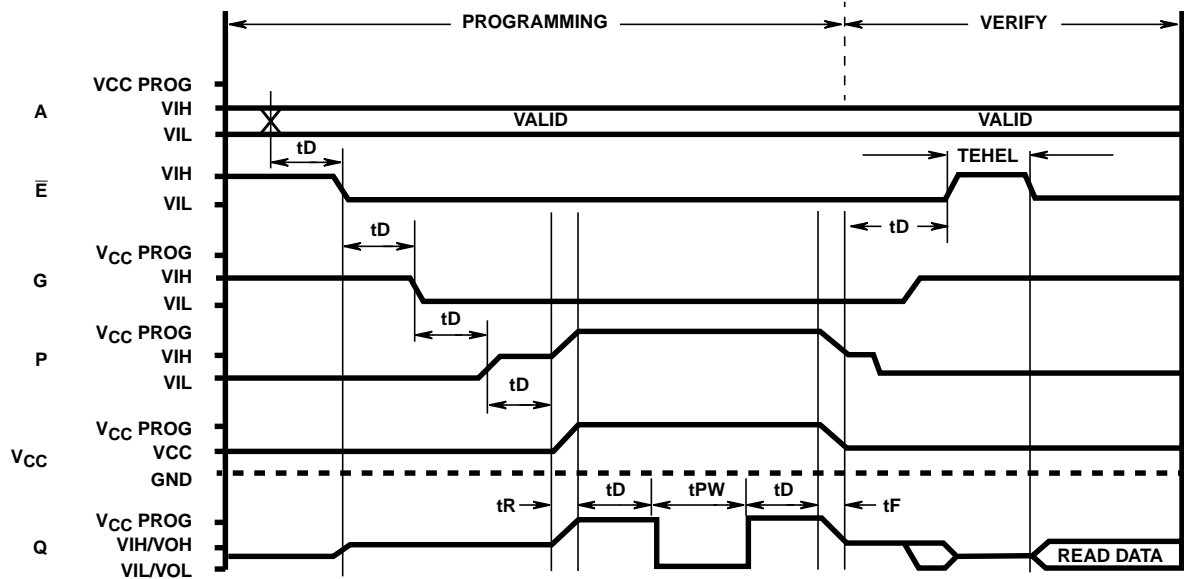 PROGRAMMING VERIFY
VCC PROG
A VIH
VALID VALID
VIL
tD TEHEL
E̅ VIH
VIL
tD tD
VCC PROG
G VIH
VIL
tD
VCC PROG
P VIH
VIL
tD
VCC PROG
VCC VCC
GND
tR tD tPW tD tF
VCC PROG
Q VIH/VOH
READ DATA
VIL/VOL